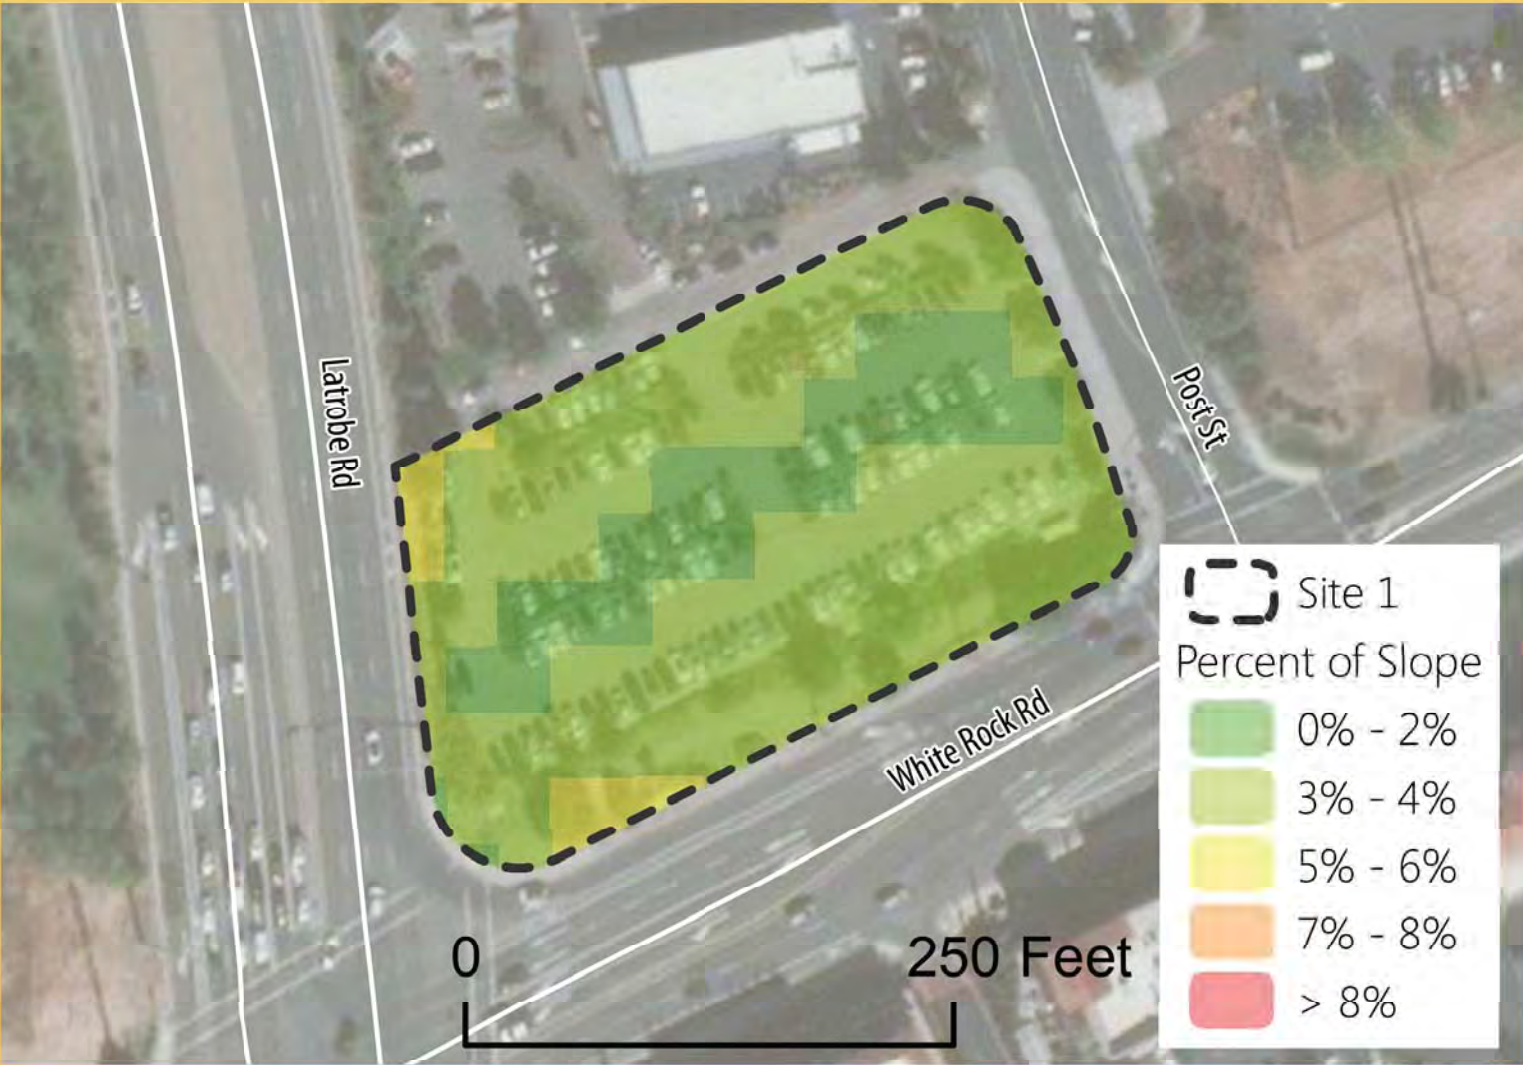 Latrobe Rd
Post St
White Rock Rd
0
250 Feet
Site 1
Percent of Slope
0% - 2%
3% - 4%
5% - 6%
7% - 8%
> 8%